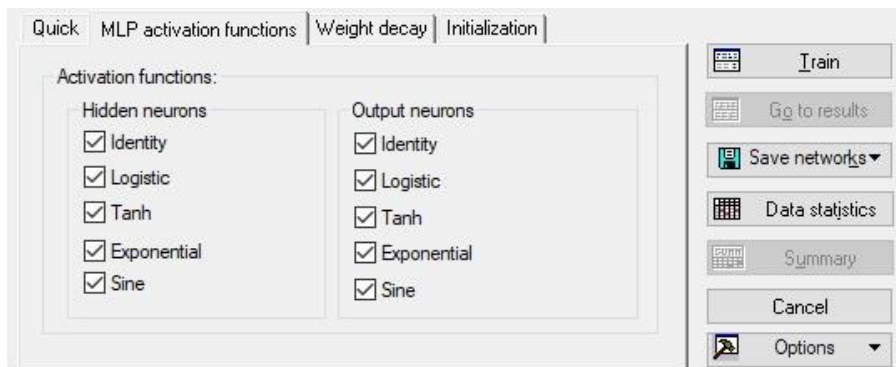 Quick
MLP activation functions
Weight decay
Initialization
Activation functions:
Hidden neurons
Identity
Logistic
Tanh
Exponential
Sine
Output neurons
Identity
Logistic
Tanh
Exponential
Sine
Train
Go to results
SUMM
Save networks
Data statistics
Summary
Cancel
Options